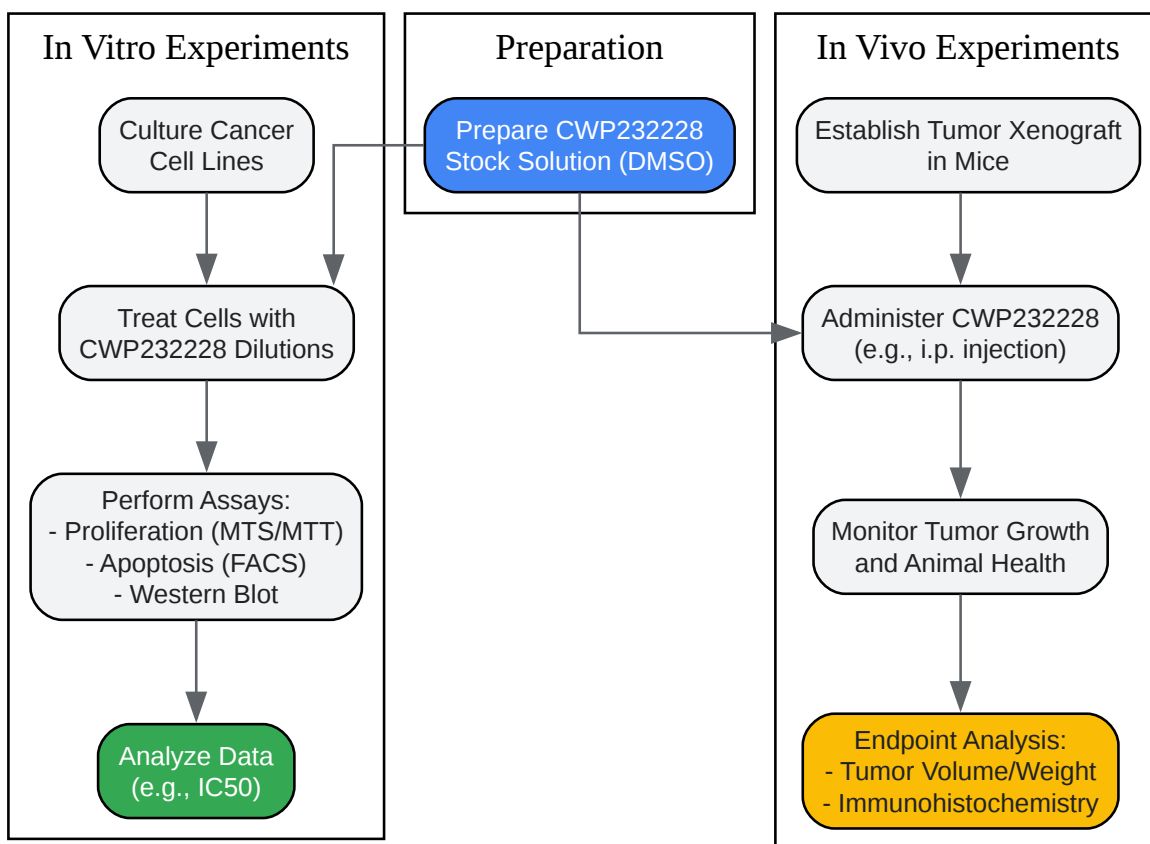 In Vitro Experiments
Culture Cancer
Cell Lines
Treat Cells with
CWP232228 Dilutions
Perform Assays:
- Proliferation (MTS/MTT)
- Apoptosis (FACS)
- Western Blot
Analyze Data
(e.g., IC50)
Preparation
Prepare CWP232228
Stock Solution (DMSO)
In Vivo Experiments
Establish Tumor Xenograft
in Mice
Administer CWP232228
(e.g., i.p. injection)
Monitor Tumor Growth
and Animal Health
Endpoint Analysis:
- Tumor Volume/Weight
- Immunohistochemistry